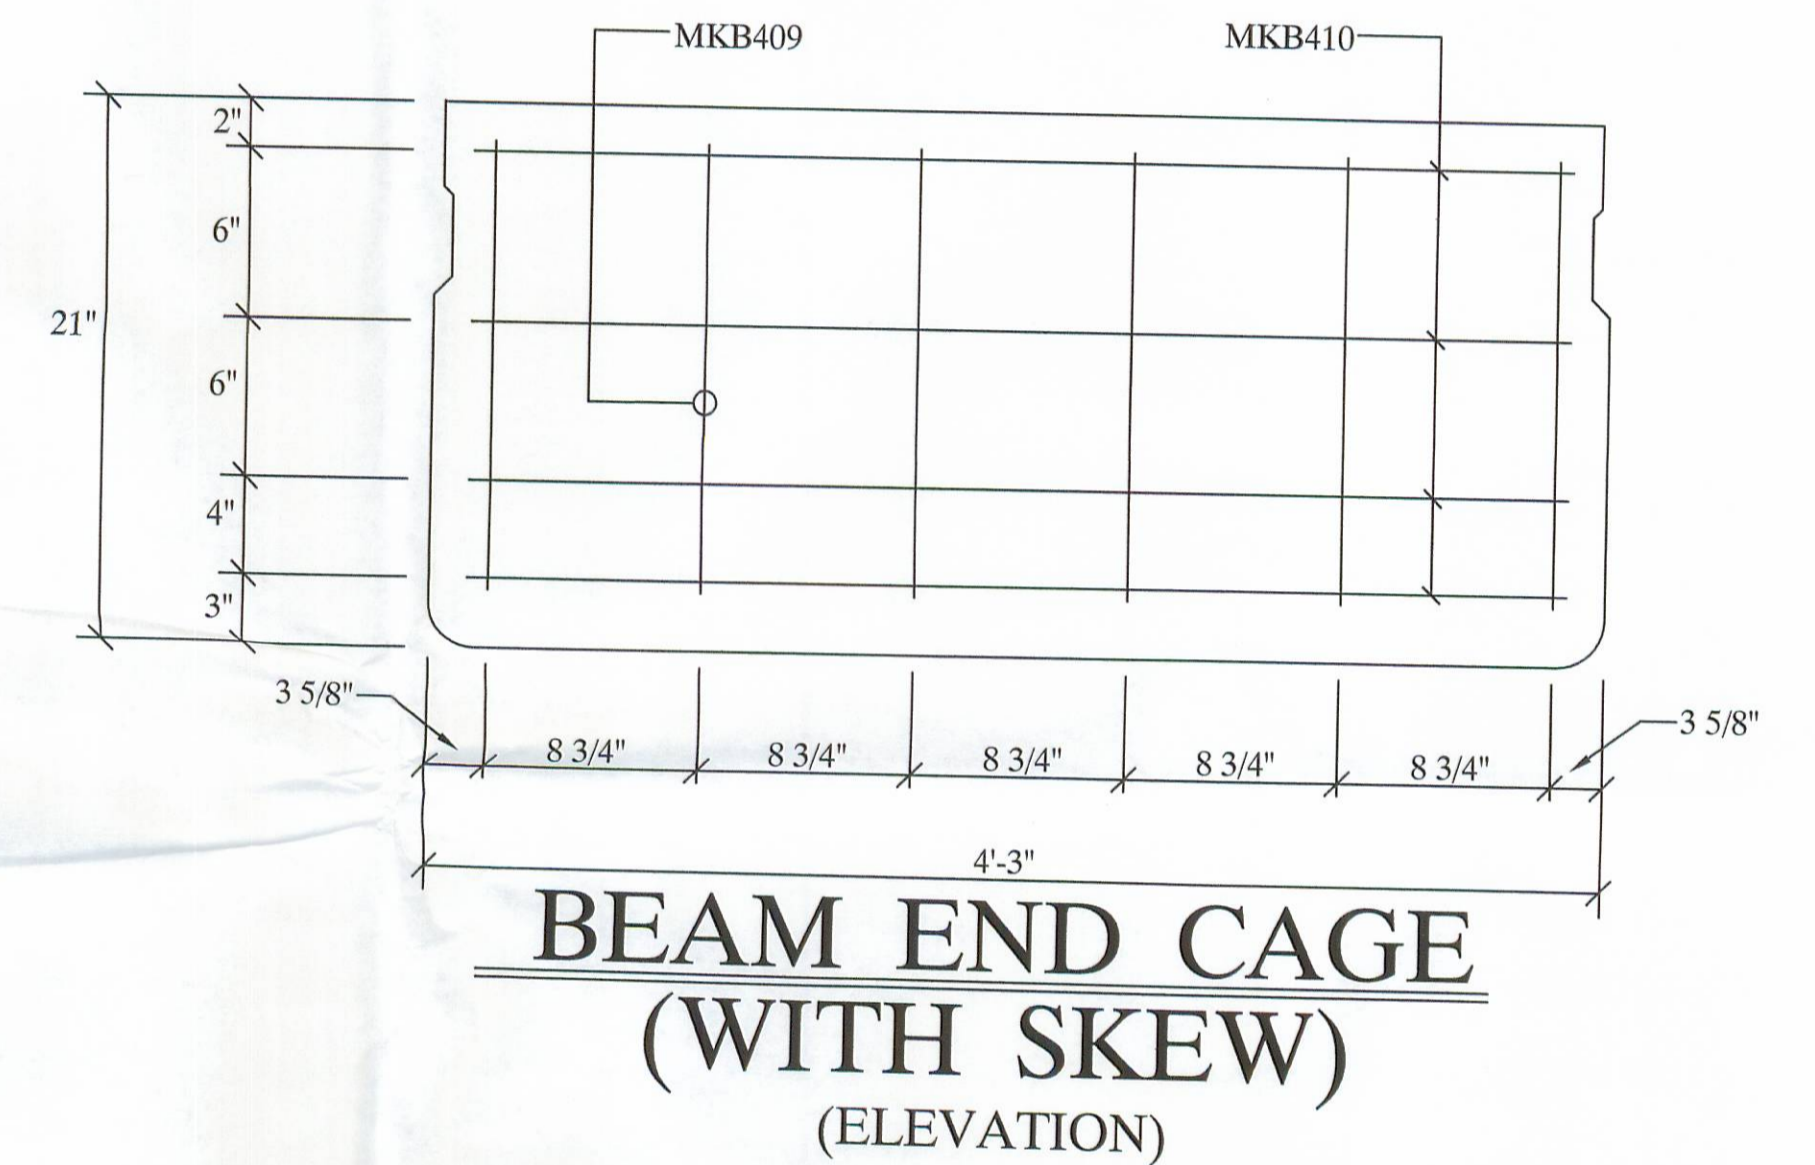 MKB409
MKB410
2"
6"
21"
6"
4"
3"
3 5/8"
8 3/4"
8 3/4"
8 3/4"
8 3/4"
8 3/4"
3 5/8"
4'-3"
BEAM END CAGE
(WITH SKEW)
(ELEVATION)